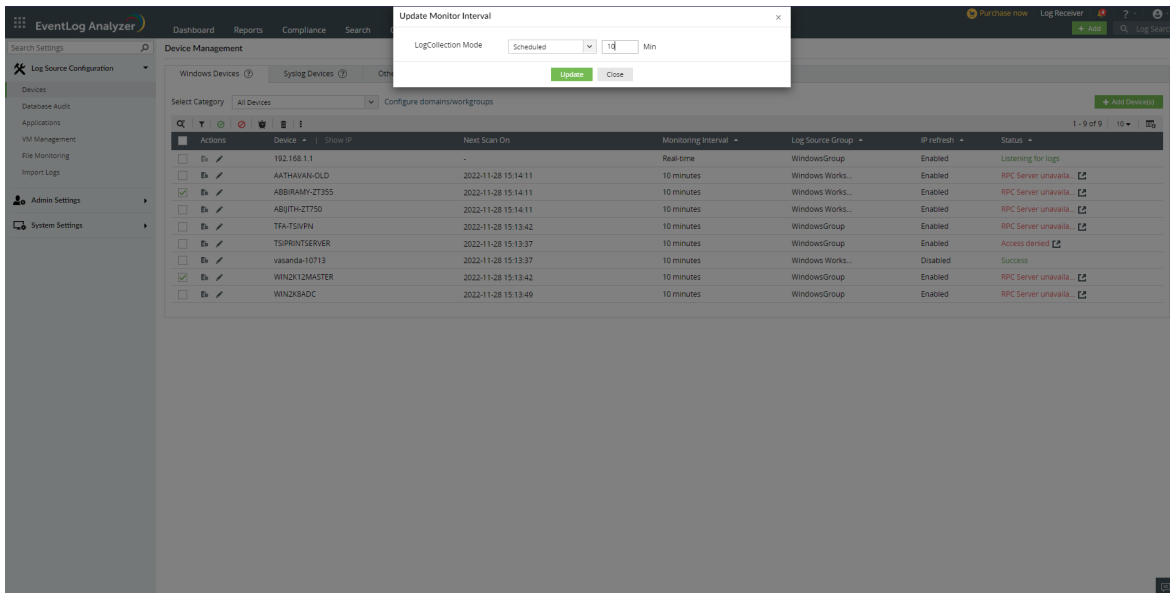 Update Monitor Interval
Purchase now Log Receiver ?
EventLog Analyzer
Dashboard Reports Compliance Search
+ Add
Log Search
LogCollection Mode Scheduled 10 Min
Update Close
Search Settings
Device Management
Log Source Configuration
Windows Devices ? Syslog Devices ?
Devices
Database Audit
Applications
VM Management
File Monitoring
Import Logs
Admin Settings
System Settings
Select Category All Devices Configure domains/workgroups + Add Device(s)
1 - 9 of 9 10
Actions Device | Show IP Next Scan On Monitoring Interval Log Source Group IP refresh Status
192.168.1.1 - Real-time WindowsGroup Enabled Listening for logs
AATHAVAN-OLD 2022-11-28 15:14:11 10 minutes Windows Works... Enabled RPC Server unavaila...
ABBIRAMY-ZT355 2022-11-28 15:14:11 10 minutes Windows Works... Enabled RPC Server unavaila...
ABIJITH-ZT750 2022-11-28 15:14:11 10 minutes Windows Works... Enabled RPC Server unavaila...
TFA-TSIVPN 2022-11-28 15:13:42 10 minutes WindowsGroup Enabled RPC Server unavaila...
TSIPRINTSERVER 2022-11-28 15:13:37 10 minutes WindowsGroup Enabled Access denied
vasanda-10713 2022-11-28 15:13:37 10 minutes Windows Works... Disabled Success
WIN2K12MASTER 2022-11-28 15:13:42 10 minutes WindowsGroup Enabled RPC Server unavaila...
WIN2K8ADC 2022-11-28 15:13:49 10 minutes WindowsGroup Enabled RPC Server unavaila...